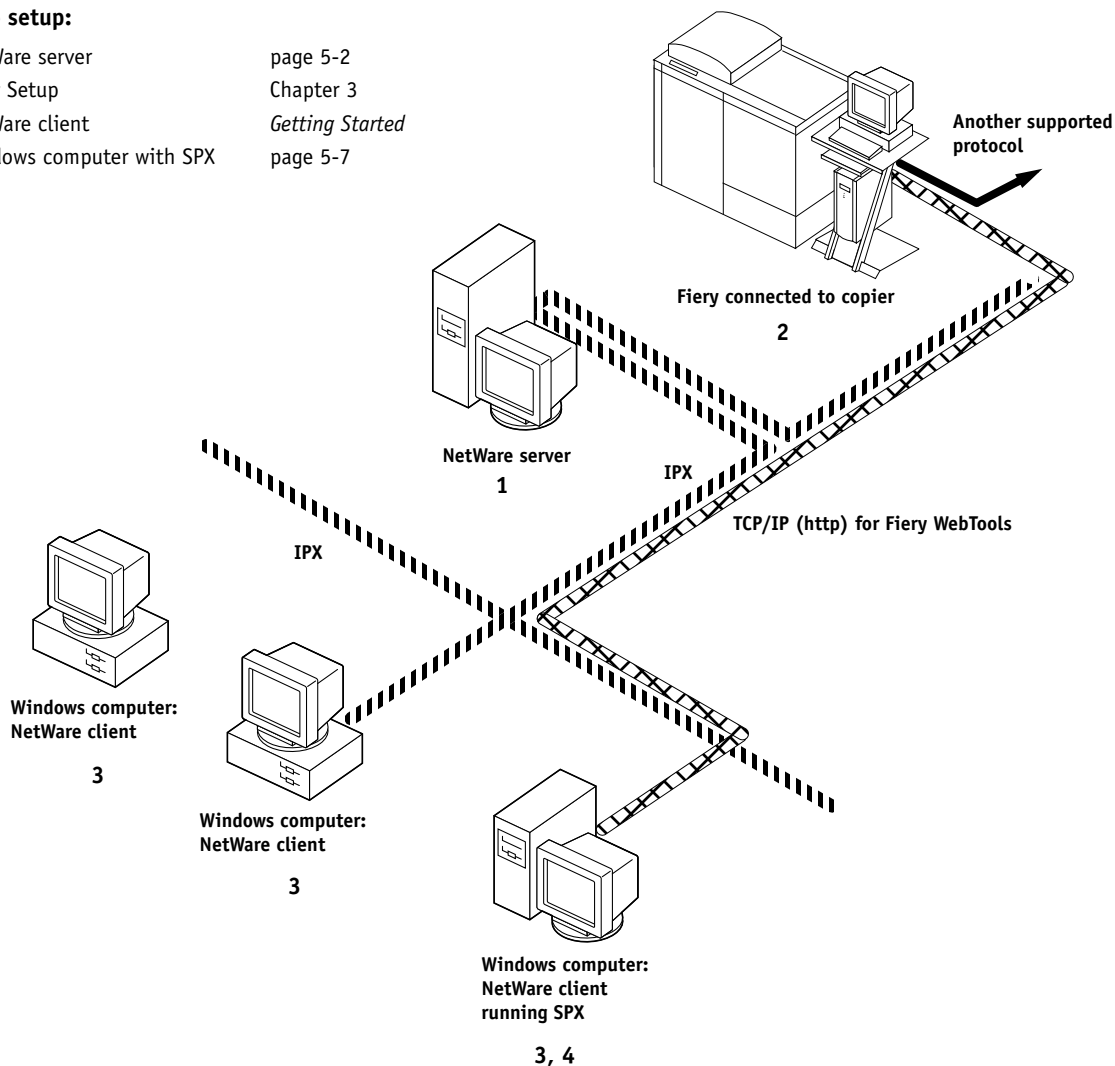 setup:
Ware server page 5-2
Setup Chapter 3
Ware client Getting Started
dows computer with SPX page 5-7
Another supported
protocol
Fiery connected to copier
2
NetWare server
1
IPX
TCP/IP (http) for Fiery WebTools
IPX
Windows computer:
NetWare client
3
Windows computer:
NetWare client
3
Windows computer:
NetWare client
running SPX
3, 4